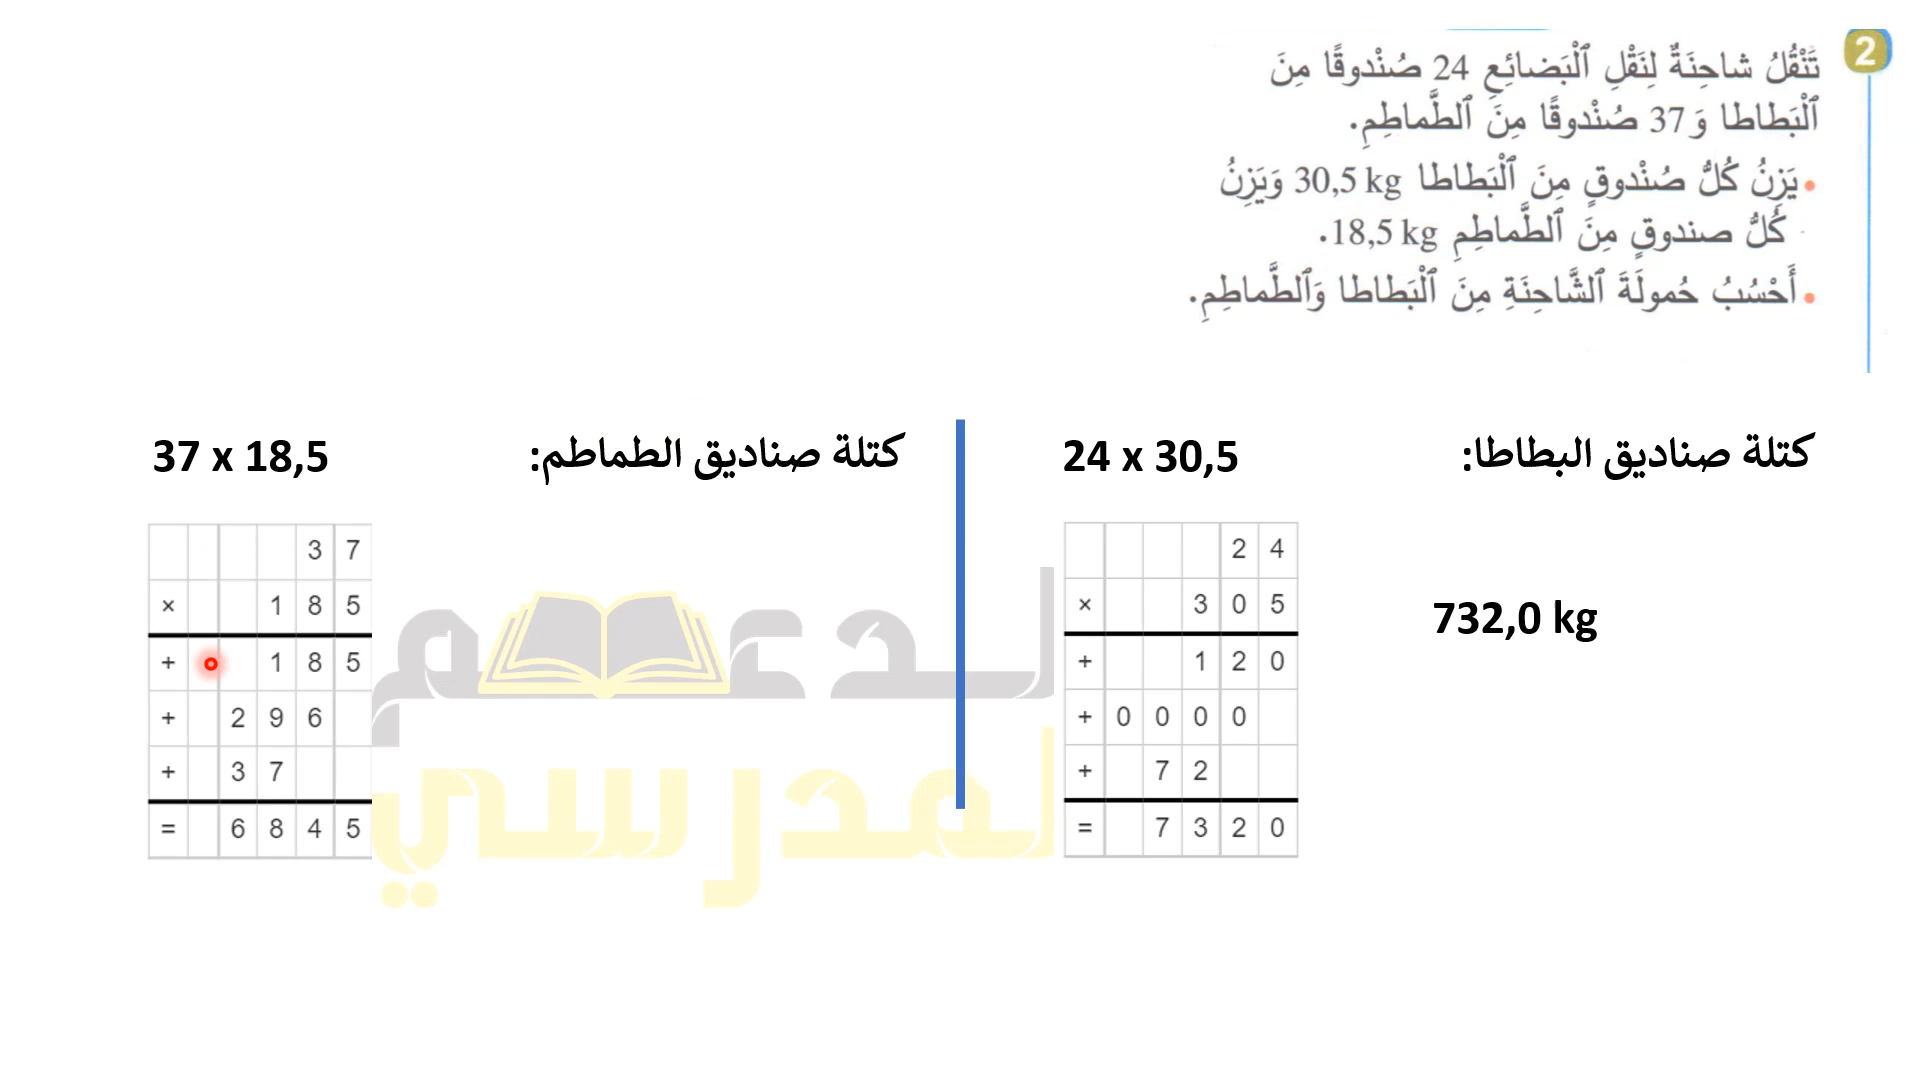 2
تَنْقُلُ شاحِنَةٌ لِنَقْلِ ٱلْبَضائِعِ 24 صُنْدوقًا مِنَ
ٱلْبَطاطا وَ 37 صُنْدوقًا مِنَ ٱلطَّماطِمِ.
• يَزِنُ كُلُّ صُنْدوقٍ مِنَ ٱلْبَطاطا 30,5 kg وَيَزِنُ
كُلُّ صندوقٍ مِنَ ٱلطَّماطِمِ 18,5 kg.
• أَحْسُبُ حُمولَةَ ٱلشَّاحِنَةِ مِنَ ٱلْبَطاطا وَٱلطَّماطِمِ.
كتلة صناديق البطاطا:
24 x 30,5
2 4
× 3 0 5
+ 1 2 0
+ 0 0 0 0
+ 7 2
= 7 3 2 0
732,0 kg
كتلة صناديق الطماطم:
37 x 18,5
3 7
× 1 8 5
+ 1 8 5
+ 2 9 6
+ 3 7
= 6 8 4 5
لدعم
لمدرسي